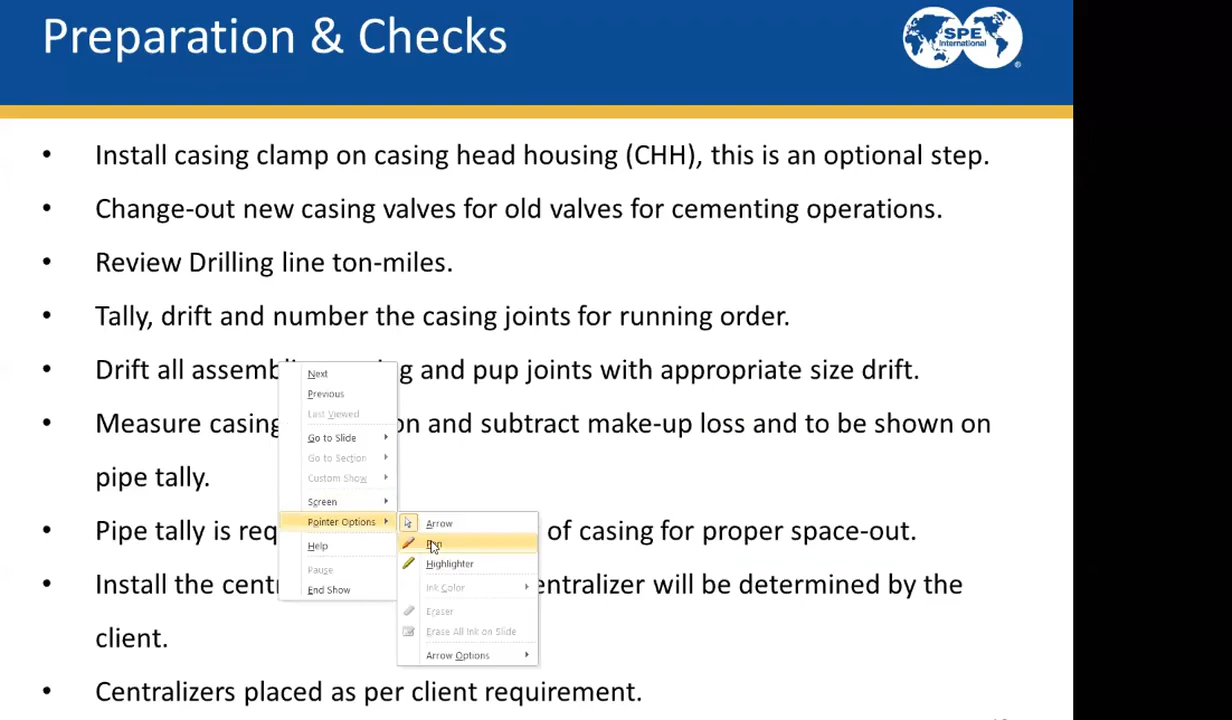 Preparation & Checks
SPE
International
• Install casing clamp on casing head housing (CHH), this is an optional step.
• Change-out new casing valves for old valves for cementing operations.
• Review Drilling line ton-miles.
• Tally, drift and number the casing joints for running order.
• Drift all assembl g and pup joints with appropriate size drift.
• Measure casing on and subtract make-up loss and to be shown on
pipe tally.
• Pipe tally is req of casing for proper space-out.
• Install the centr entralizer will be determined by the
client.
• Centralizers placed as per client requirement.
Next
Previous
Last Viewed
Go to Slide
Go to Section
Custom Show
Screen
Pointer Options
Help
Pause
End Show
Arrow
Pen
Highlighter
Ink Color
Eraser
Erase All Ink on Slide
Arrow Options